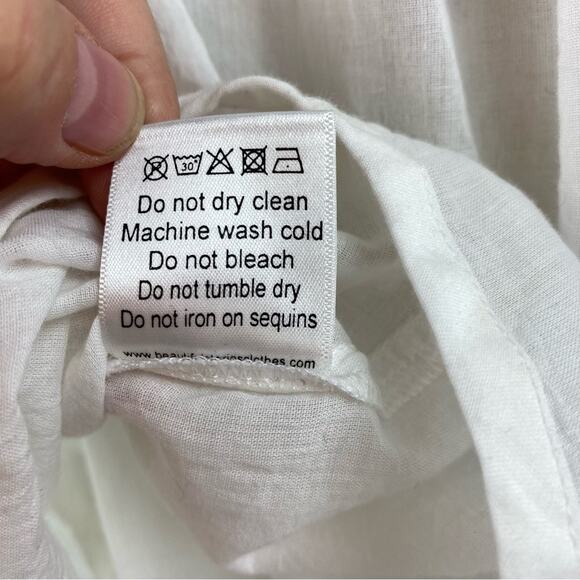 30°
Do not dry clean
Machine wash cold
Do not bleach
Do not tumble dry
Do not iron on sequins